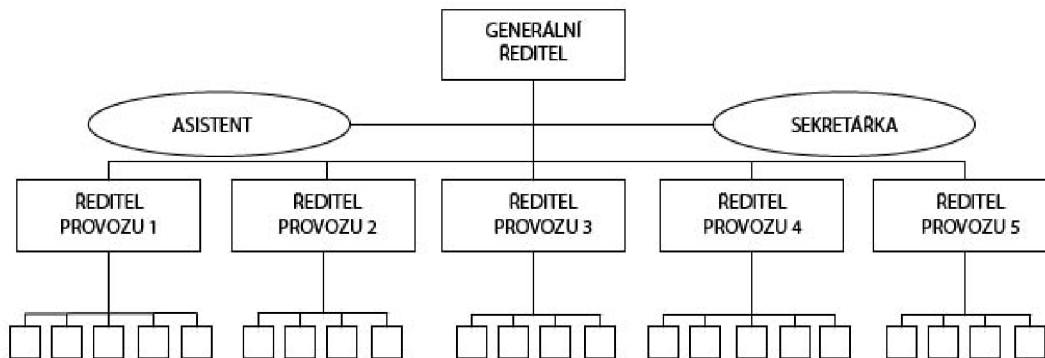 GENERÁLNÍ
ŘEDITEL
ASISTENT
SEKRETÁŘKA
ŘEDITEL
PROVOZU 1
ŘEDITEL
PROVOZU 2
ŘEDITEL
PROVOZU 3
ŘEDITEL
PROVOZU 4
ŘEDITEL
PROVOZU 5